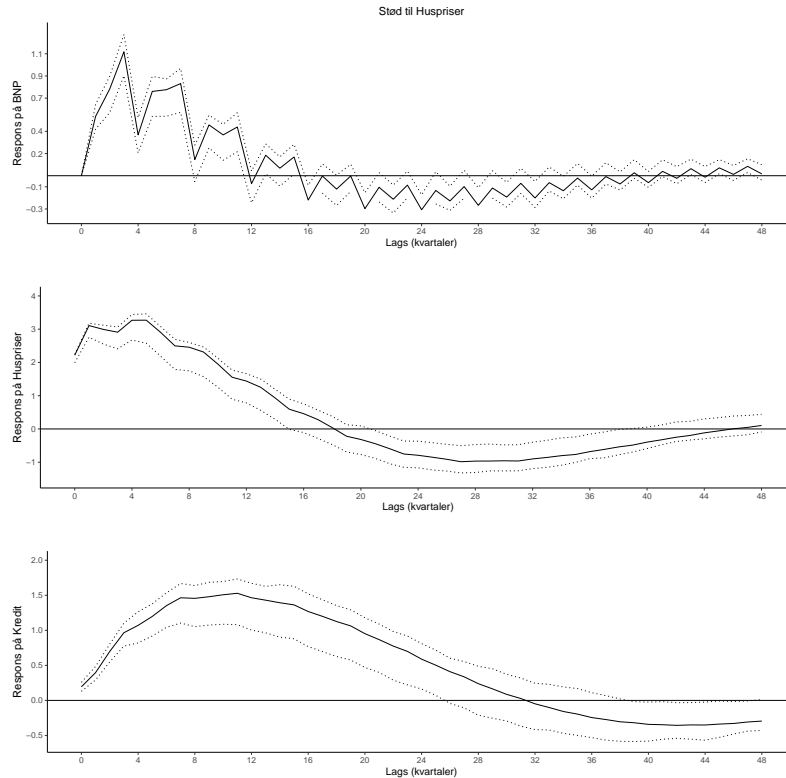 Stød til Huspriser
Respons på BNP
1.1
0.9
0.7
0.4
0.2
−0.1
−0.3
0 4 8 12 16 20 24 28 32 36 40 44 48
Lags (kvartaler)
Respons på Huspriser
4
3
2
1
0
−1
0 4 8 12 16 20 24 28 32 36 40 44 48
Lags (kvartaler)
Respons på Kredit
2.0
1.5
1.0
0.5
0.0
−0.5
0 4 8 12 16 20 24 28 32 36 40 44 48
Lags (kvartaler)